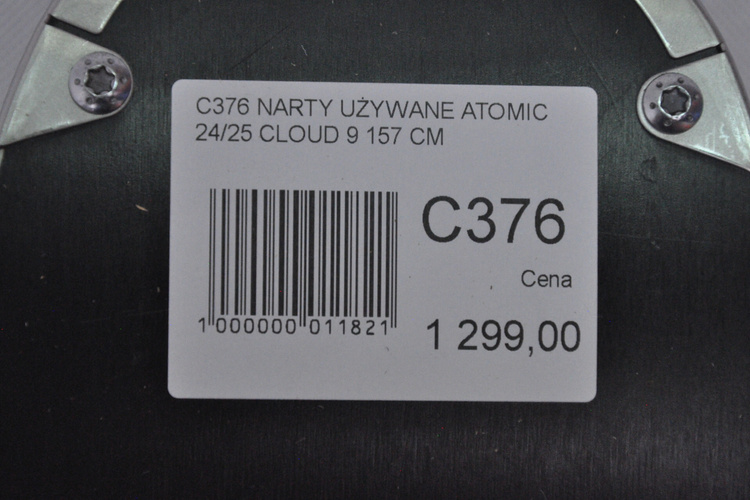 C376 NARTY UŻYWANE ATOMIC
24/25 CLOUD 9 157 CM
C376
Cena
1 299,00
1 000000 011821